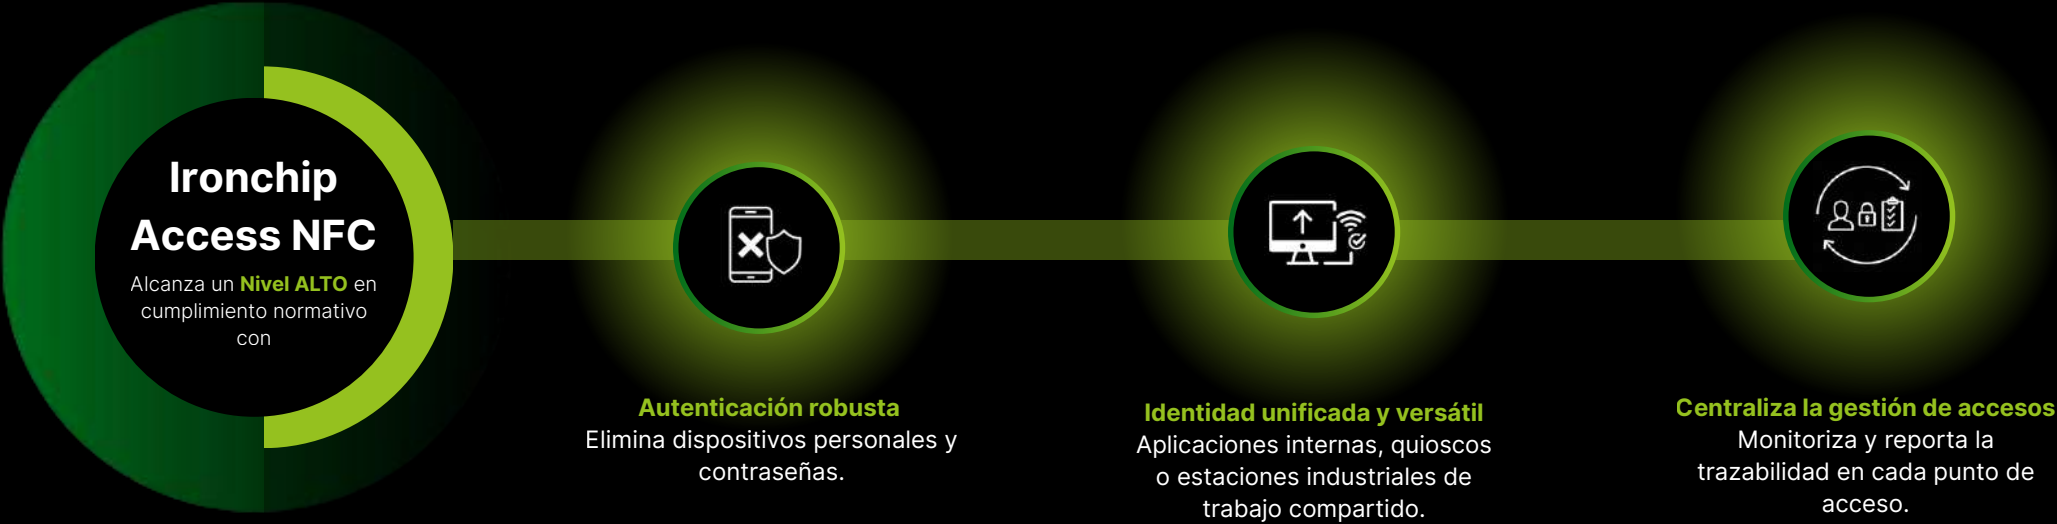 Ironchip
Access NFC
Alcanza un Nivel ALTO en
cumplimiento normativo
con
Autenticación robusta
Elimina dispositivos personales y
contraseñas.
Identidad unificada y versátil
Aplicaciones internas, quioscos
o estaciones industriales de
trabajo compartido.
Centraliza la gestión de accesos
Monitoriza y reporta la
trazabilidad en cada punto de
acceso.